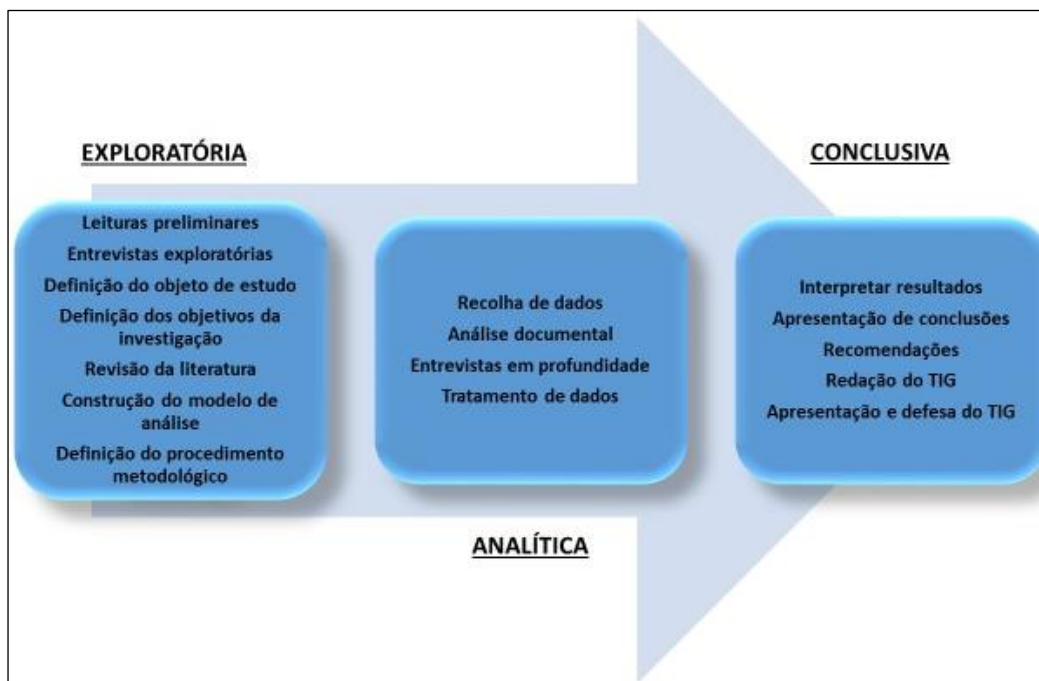 EXPLORATÓRIA
Leituras preliminares
Entrevistas exploratórias
Definição do objeto de estudo
Definição dos objetivos da
investigação
Revisão da literatura
Construção do modelo de
análise
Definição do procedimento
metodológico
ANALÍTICA
Recolha de dados
Análise documental
Entrevistas em profundidade
Tratamento de dados
CONCLUSIVA
Interpretar resultados
Apresentação de conclusões
Recomendações
Redação do TIG
Apresentação e defesa do TIG